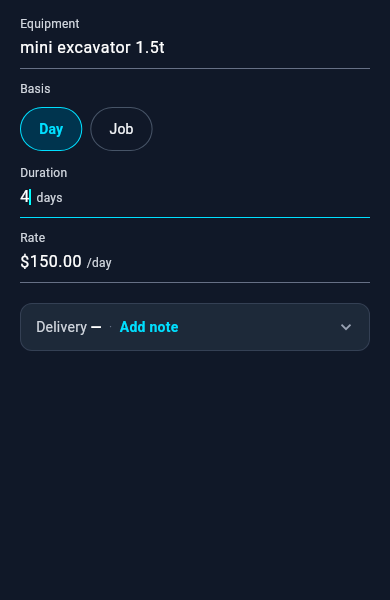 Equipment
mini excavator 1.5t
Basis
Day Job
Duration
4 days
Rate
$150.00 /day
Delivery — · Add note